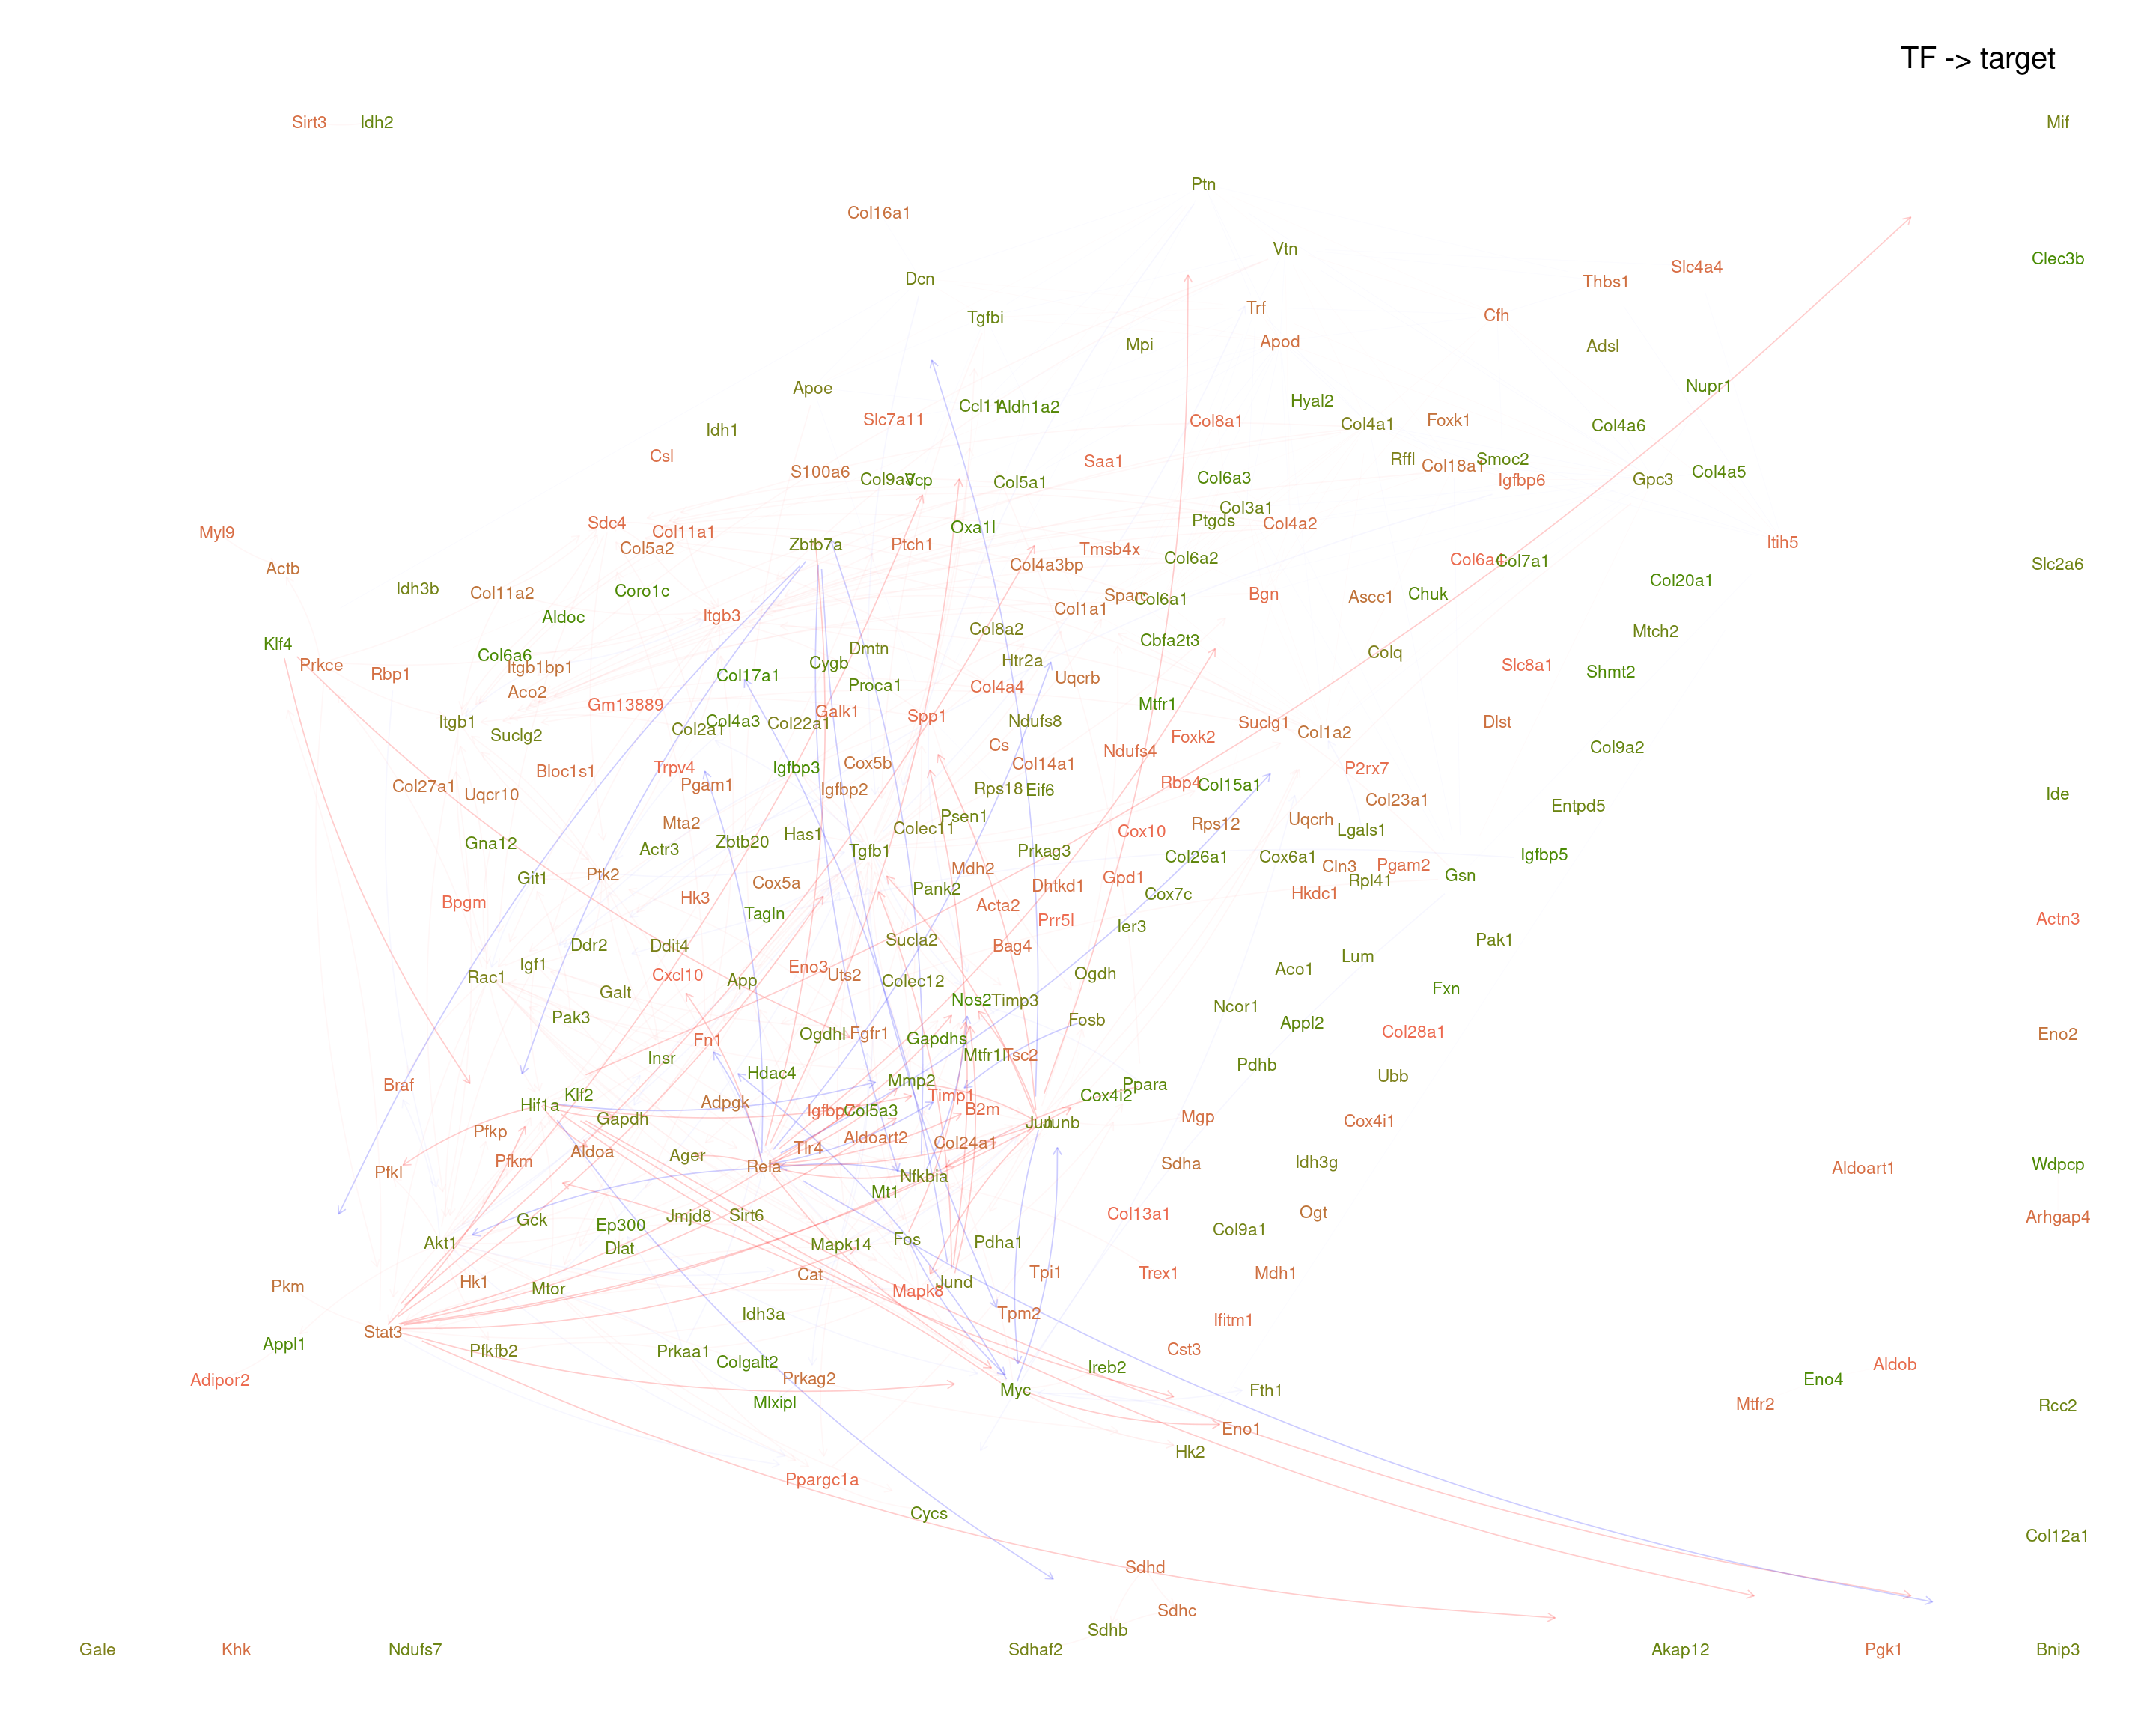 TF -> target
Sirt3 Idh2 Mif
Ptn
Col16a1
Vtn
Clec3b
Slc4a4
Dcn Thbs1
Trf
Tgfbi Cfh
Apod
Mpi Adsl
Apoe Nupr1
Hyal2
Ccl11 Aldh1a2
Slc7a11 Col8a1 Foxk1
Col4a1 Col4a6
Idh1
Csl Saa1 Rffl Smoc2
Col18a1
S100a6 Col4a5
Col9a3 Vcp Col5a1 Col6a3 Igfbp6 Gpc3
Col3a1
Sdc4 Ptgds Col4a2
Myl9 Col11a1 Oxa1l
Col5a2 Zbtb7a Ptch1 Tmsb4x Itih5
Col6a2 Col6a4 Col7a1
Actb Col4a3bp Slc2a6
Col20a1
Idh3b Col11a2 Coro1c Sparc Col6a1 Bgn Ascc1 Chuk
Aldoc Itgb3 Col1a1
Col8a2 Mtch2
Klf4 Cbfa2t3
Col6a6 Dmtn Colq
Prkce Itgb1bp1 Cygb Htr2a Slc8a1
Rbp1 Col17a1 Uqcrb Shmt2
Aco2 Proca1 Col4a4
Gm13889 Galk1 Spp1 Mtfr1
Itgb1 Col2a1 Col4a3 Col22a1 Ndufs8 Suclg1 Dlst
Suclg2 Foxk2 Col1a2
Cs Ndufs4 Col9a2
Bloc1s1 Trpv4 Igfbp3 Cox5b Col14a1 P2rx7
Col27a1 Uqcr10 Pgam1 Igfbp2 Rps18 Eif6 Rbp4 Col15a1 Ide
Col23a1 Entpd5
Mta2 Psen1 Rps12 Uqcrh
Has1 Colec11 Cox10 Lgals1
Gna12 Actr3 Zbtb20 Tgfb1 Prkag3
Col26a1 Cox6a1 Igfbp5
Git1 Ptk2 Mdh2 Gpd1 Cln3 Pgam2
Cox5a Pank2 Dhtkd1 Rpl41 Gsn
Bpgm Hk3 Acta2 Cox7c Hkdc1
Tagln Prr5l Ier3 Actn3
Ddr2 Ddit4 Sucla2 Bag4 Pak1
Igf1 Eno3 Lum
Rac1 Cxcl10 App Uts2 Colec12 Ogdh Aco1
Galt Nos2 Timp3 Fxn
Pak3 Fosb Ncor1
Ogdhl Fgfr1 Gapdhs Appl2 Col28a1 Eno2
Insr Fn1 Mtfr1l Tsc2
Braf Hdac4 Mmp2 Ppara Pdhb Ubb
Hif1a Klf2 Adpgk Igfbp7 Col5a3 Timp1 Cox4i2
Gapdh B2m Jun Junb Mgp Cox4i1
Pfkp Aldoart2 Col24a1
Pfkl Pfkm Aldoa Ager Tlr4 Sdha Idh3g Aldoart1 Wdpcp
Rela Nfkbia
Mt1
Gck Ep300 Jmjd8 Sirt6 Col13a1 Ogt Arhgap4
Akt1 Dlat Mapk14 Fos Pdha1 Col9a1
Pkm Hk1 Mtor Cat Mapk8 Jund Tpi1 Trex1 Mdh1
Stat3 Idh3a Tpm2 Ifitm1
Appl1 Pfkfb2 Prkaa1 Colgalt2 Cst3
Adipor2 Prkag2 Ireb2 Eno4 Aldob
Mlxipl Myc Fth1 Mtfr2 Rcc2
Eno1
Ppargc1a Hk2
Cycs
Col12a1
Sdhd
Sdhc
Sdhb
Gale Khk Ndufs7 Sdhaf2 Akap12 Pgk1 Bnip3